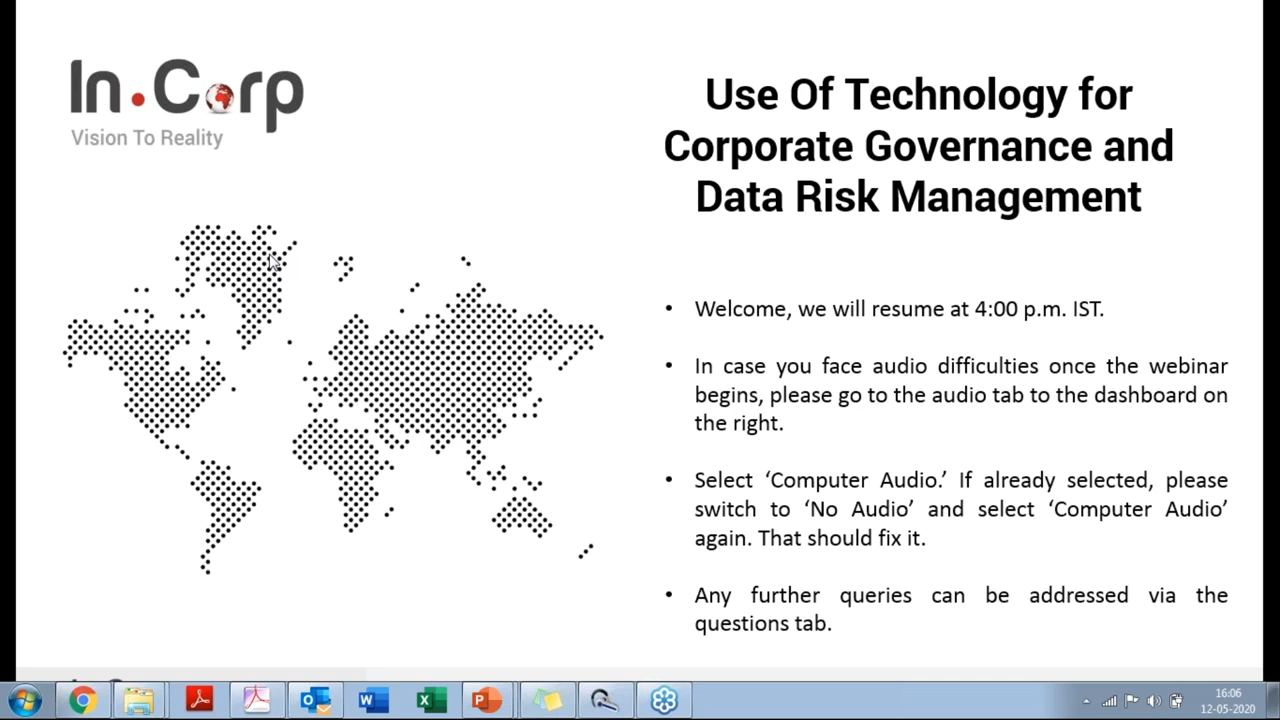 In.Corp
Vision To Reality
Use Of Technology for
Corporate Governance and
Data Risk Management
• Welcome, we will resume at 4:00 p.m. IST.
• In case you face audio difficulties once the webinar
begins, please go to the audio tab to the dashboard on
the right.
• Select ‘Computer Audio.’ If already selected, please
switch to ‘No Audio’ and select ‘Computer Audio’
again. That should fix it.
• Any further queries can be addressed via the
questions tab.
16:06
12-05-2020